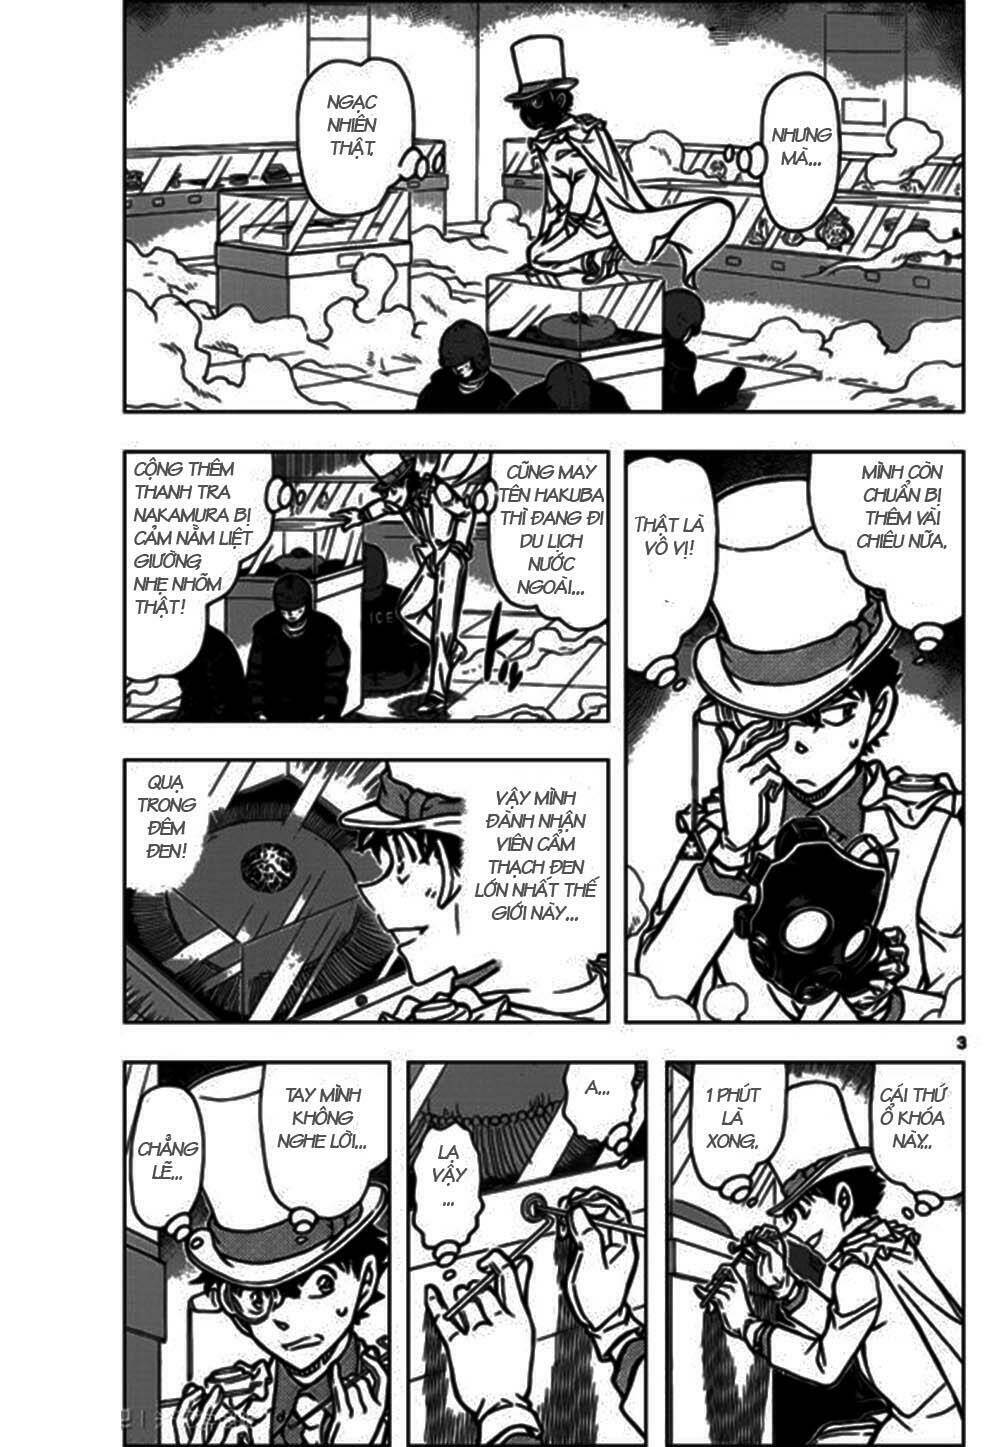 NHƯNG
MÀ...
NGẠC
NHIÊN
THẬT.
MÌNH CÒN
CHUẨN BỊ
THÊM VÀI
CHIÊU NỮA.
THẬT LÀ
VÔ VỊ!
CŨNG MAY
TÊN HAKUBA
THÌ ĐANG ĐI
DU LỊCH
NƯỚC
NGOÀI...
CỘNG THÊM
THANH TRA
NAKAMURA BỊ
CẢM NẰM LIỆT
GIƯỜNG,
NHẸ NHÕM
THẬT!
ICE
VẬY MÌNH
ĐÀNH NHẬN
VIÊN CẨM
THẠCH ĐEN
LỚN NHẤT THẾ
GIỚI NÀY...
QUẠ
TRONG
ĐÊM
ĐEN!
3
CÁI THỨ
Ổ KHÓA
NÀY...
1 PHÚT
LÀ
XONG.
A...
LẠ
VẬY
...
TAY MÌNH
KHÔNG
NGHE LỜI...
CHẲNG
LẼ...